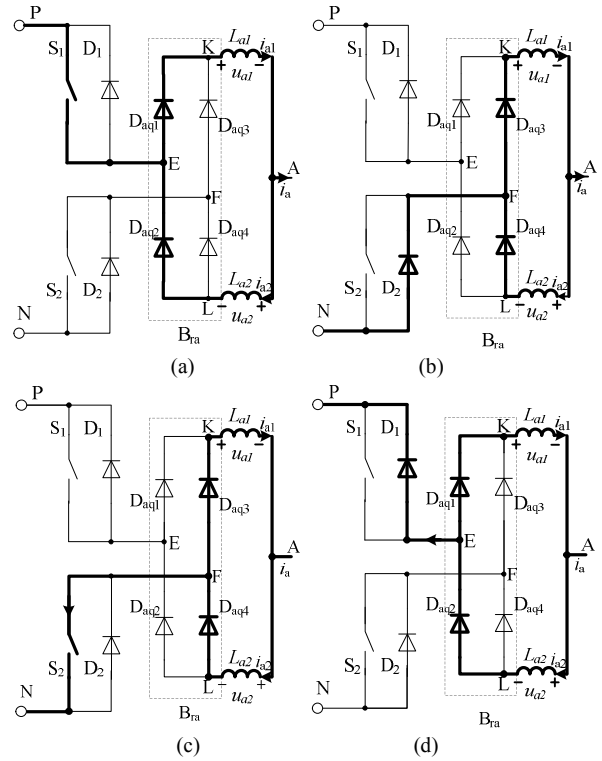 P
S1 D1
K La1 ia1
+ ua1 −
Daq1 Daq3
E
A
ia
F
Daq2 Daq4
S2 D2
La2 ia2
N
L − ua2 +
Bra
(a)
P
S1 D1
K La1 ia1
+ ua1 −
Daq1 Daq3
E
A
ia
F
Daq2 Daq4
S2 D2
La2 ia2
N
L − ua2 +
Bra
(b)
P
S1 D1
K La1 ia1
+ ua1 −
Daq1 Daq3
E
A
ia
F
Daq2 Daq4
S2 D2
La2 ia2
N
L − ua2 +
Bra
(c)
P
S1 D1
K La1 ia1
+ ua1 −
Daq1 Daq3
E
A
ia
F
Daq2 Daq4
S2 D2
La2 ia2
N
L − ua2 +
Bra
(d)